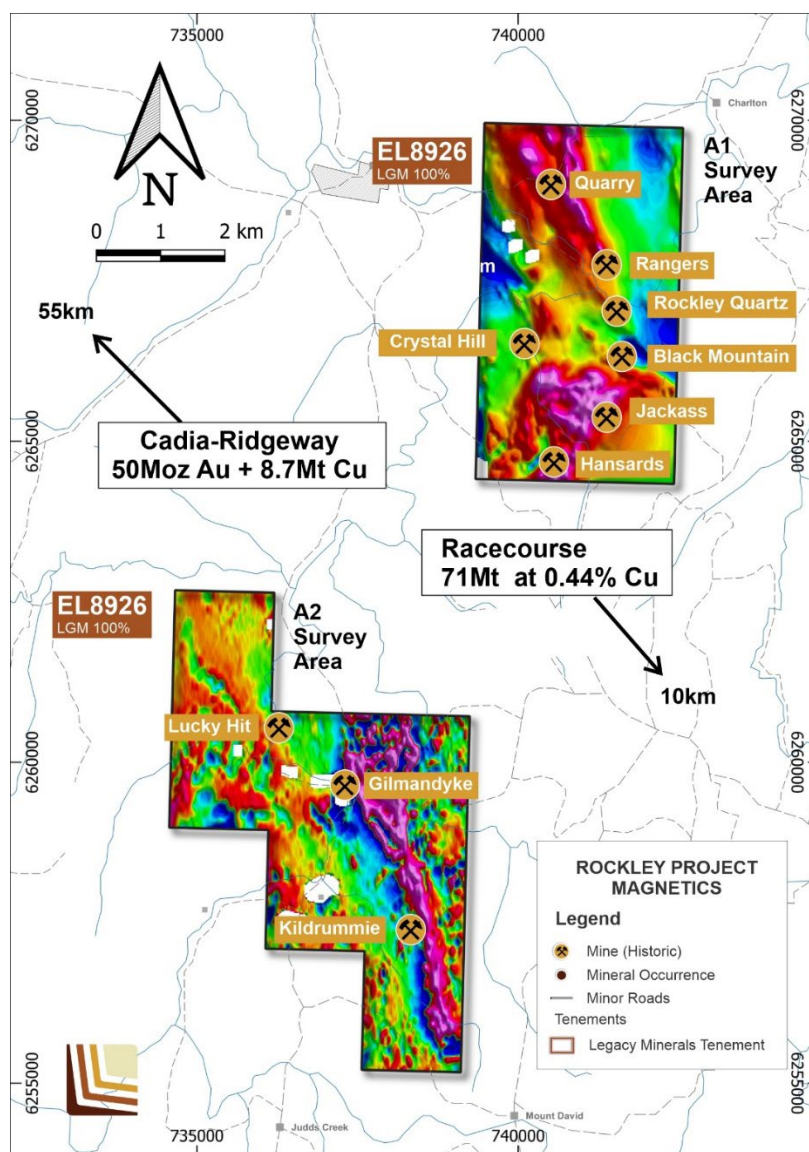 735000
740000
6270000
6270000
Charlton
EL8926
LGM 100%
A1
Survey
Area
Quarry
N
0 1 2 km
Rangers
m
Rockley Quartz
55km
Crystal Hill
Black Mountain
Jackass
6265000
6265000
Cadia-Ridgeway
50Moz Au + 8.7Mt Cu
Hansards
Racecourse
71Mt at 0.44% Cu
EL8926
LGM 100%
A2
Survey
Area
10km
Lucky Hit
6260000
6260000
Gilmandyke
Kildrummie
ROCKLEY PROJECT
MAGNETICS
Legend
Mine (Historic)
Mineral Occurrence
Minor Roads
Tenements
Legacy Minerals Tenement
6255000
6255000
Mount David
Judds Creek
735000
740000